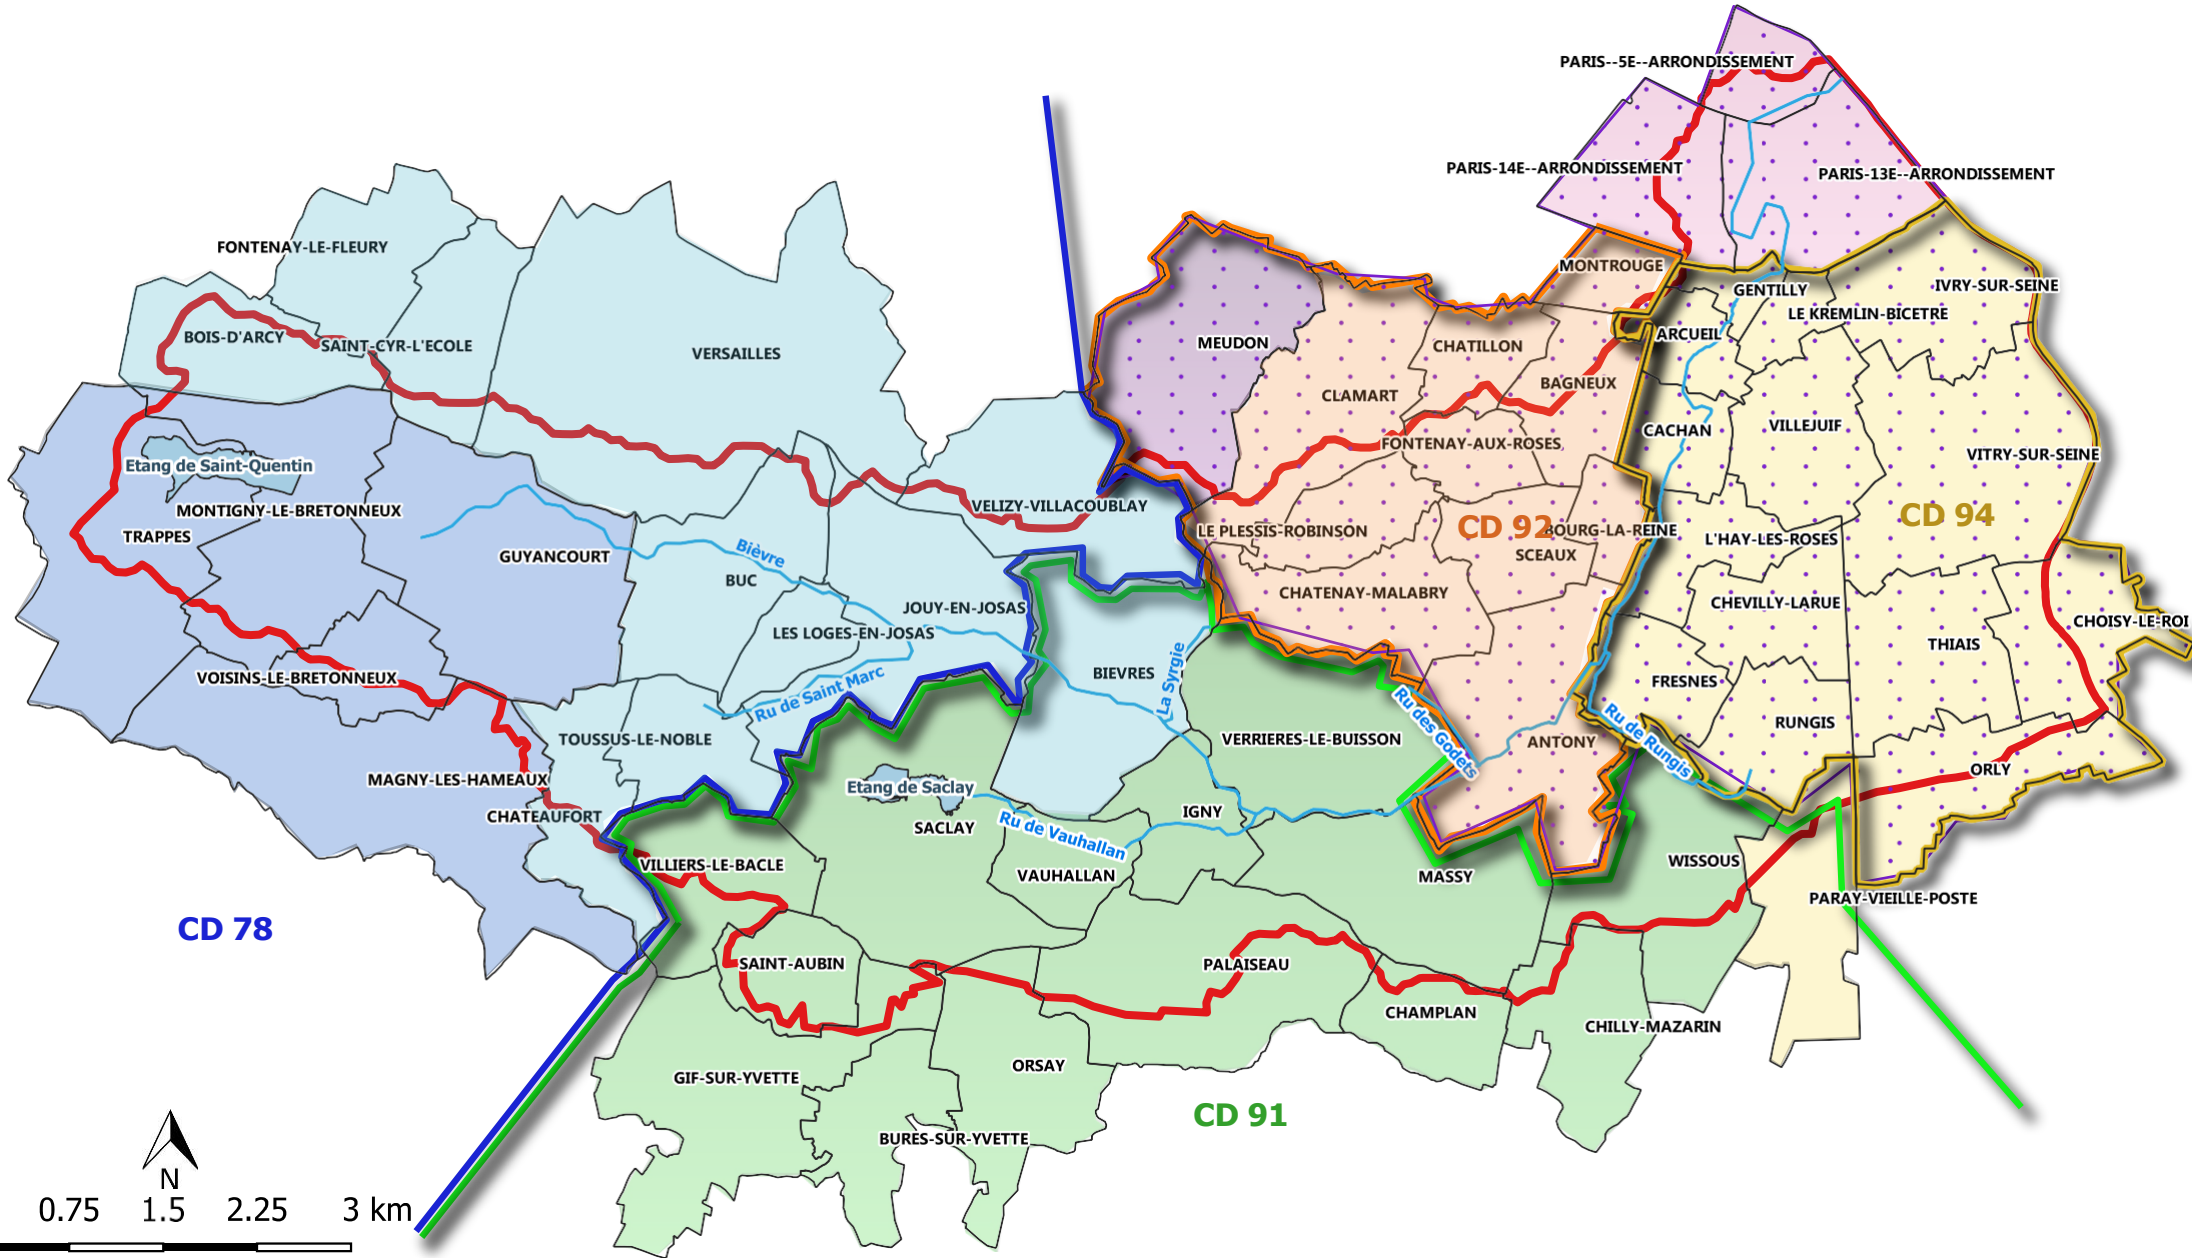 PARIS--5E--ARRONDISSEMENT
PARIS-14E--ARRONDISSEMENT
PARIS-13E--ARRONDISSEMENT
FONTENAY-LE-FLEURY
MONTROUGE
GENTILLY
IVRY-SUR-SEINE
LE KREMLIN-BICETRE
BOIS-D'ARCY
SAINT-CYR-L'ECOLE
VERSAILLES
MEUDON
CHATILLON
ARCUEIL
CLAMART
BAGNEUX
CACHAN
VILLEJUIF
FONTENAY-AUX-ROSES
VITRY-SUR-SEINE
Etang de Saint-Quentin
MONTIGNY-LE-BRETONNEUX
VELIZY-VILLACOUBLAY
CD 94
TRAPPES
LE PLESSIS-ROBINSON
CD 92
BOURG-LA-REINE
L'HAY-LES-ROSES
GUYANCOURT
Bièvre
SCEAUX
BUC
CHATENAY-MALABRY
CHEVILLY-LARUE
JOUY-EN-JOSAS
LES LOGES-EN-JOSAS
CHOISY-LE-ROI
THIAIS
VOISINS-LE-BRETONNEUX
BIEVRES
La Syrgie
FRESNES
Ru de Saint Marc
RUNGIS
TOUSSUS-LE-NOBLE
VERRIERES-LE-BUISSON
Ru des Godets
ANTONY
Ru de Rungis
MAGNY-LES-HAMEAUX
ORLY
Etang de Saclay
CHATEAUFORT
IGNY
SACLAY
Ru de Vauhallan
VILLIERS-LE-BACLE
VAUHALLAN
MASSY
WISSOUS
PARAY-VIEILLE-POSTE
CD 78
SAINT-AUBIN
PALAISEAU
CHAMPLAN
CHILLY-MAZARIN
GIF-SUR-YVETTE
ORSAY
CD 91
BURES-SUR-YVETTE
N
0.75 1.5 2.25 3 km